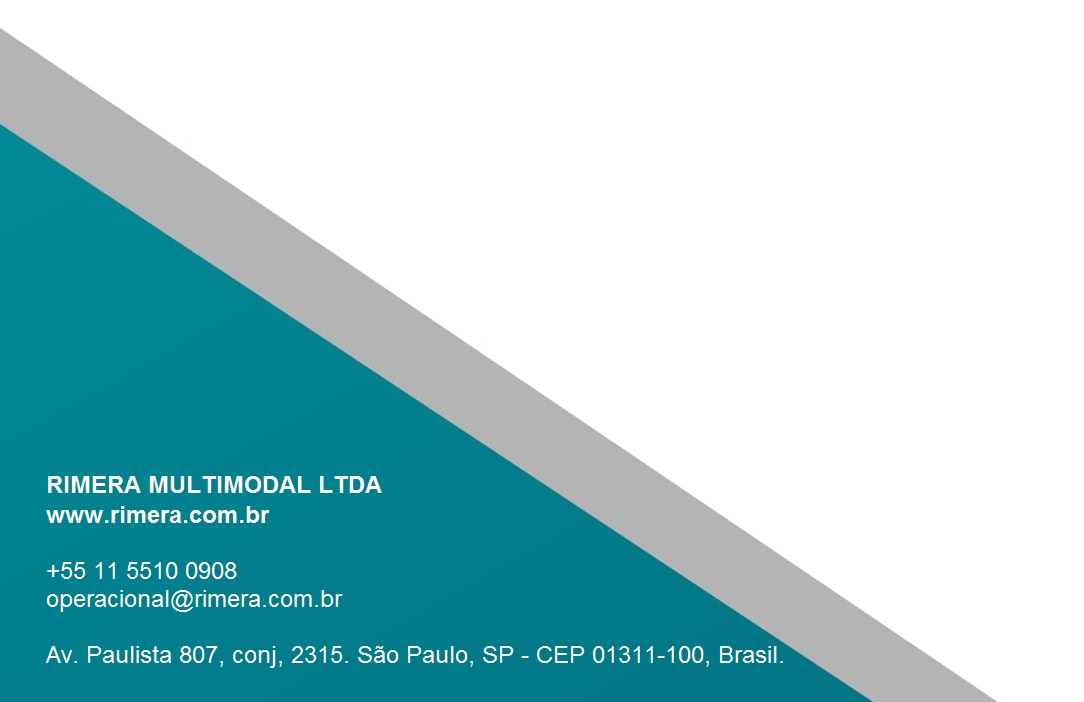 RIMERA MULTIMODAL LTDA
www.rimera.com.br
+55 11 5510 0908
operacional@rimera.com.br
Av. Paulista 807, conj, 2315. São Paulo, SP - CEP 01311-100, Brasil.